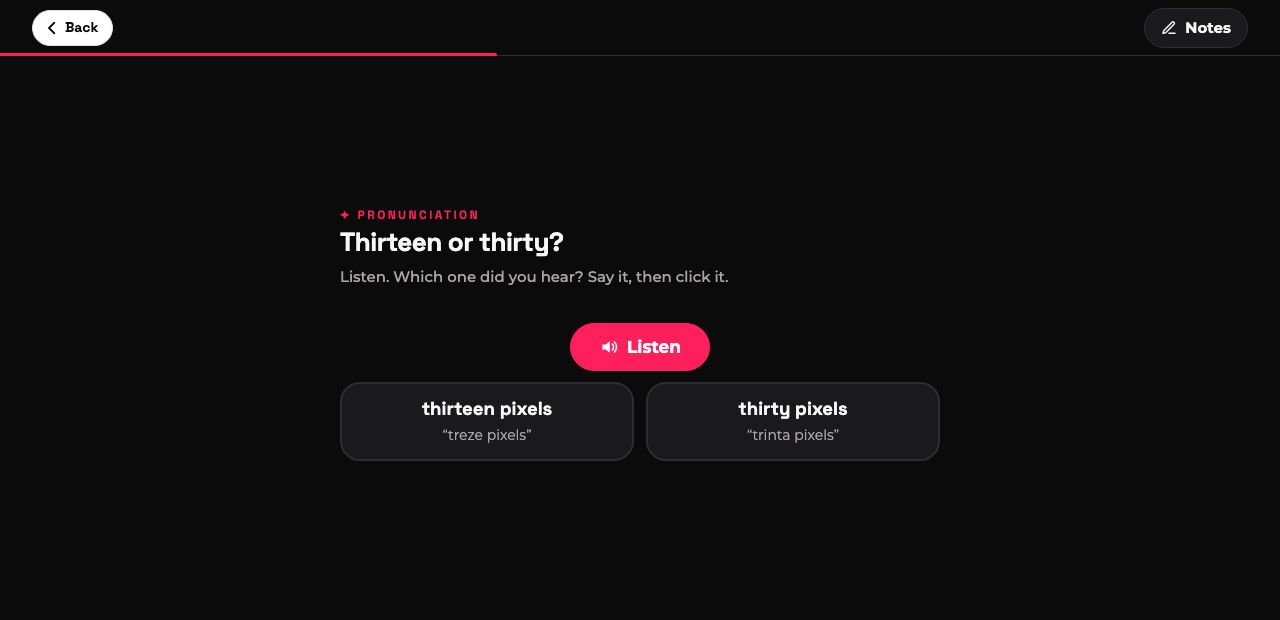 Back
Notes
✦ PRONUNCIATION
Thirteen or thirty?
Listen. Which one did you hear? Say it, then click it.
Listen
thirteen pixels
“treze pixels”
thirty pixels
“trinta pixels”